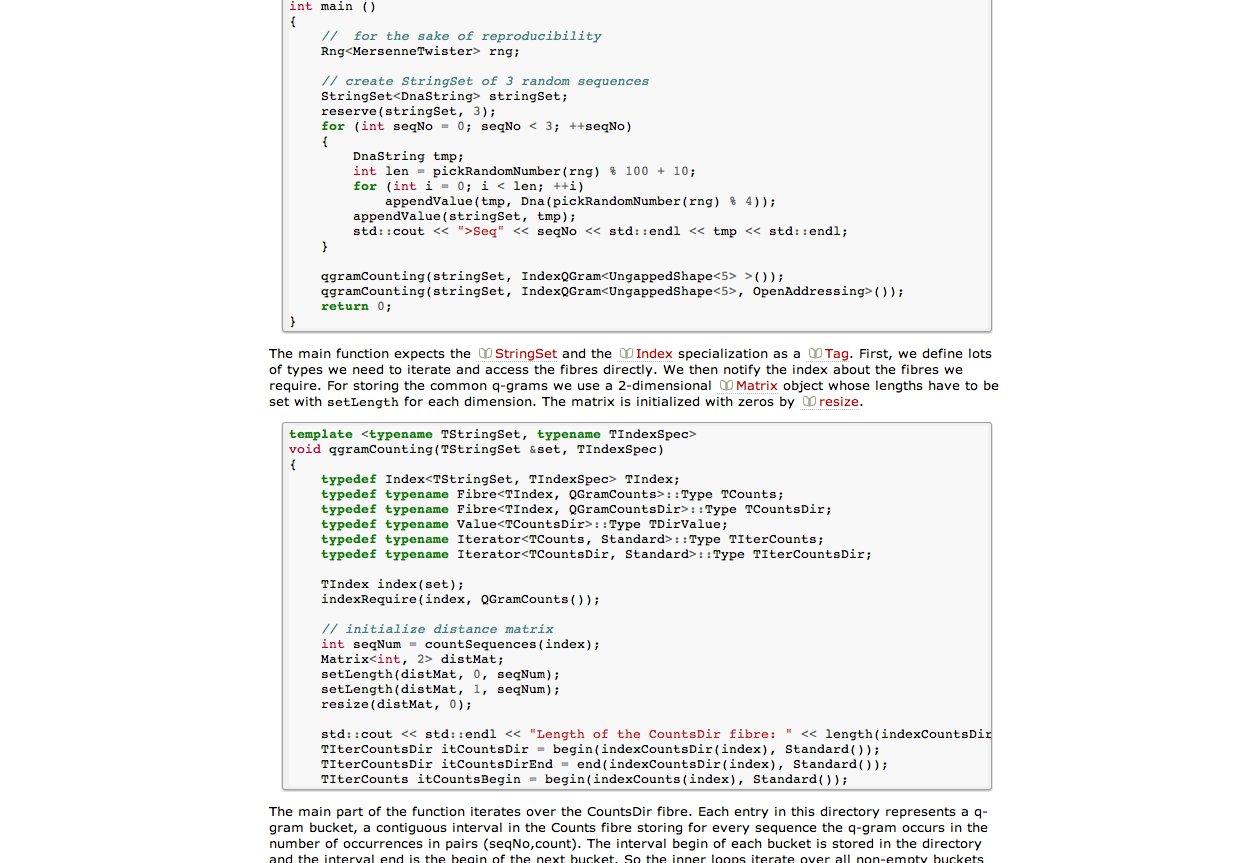 int main ()
{
    //  for the sake of reproducibility
    Rng<MersenneTwister> rng;

    // create StringSet of 3 random sequences
    StringSet<DnaString> stringSet;
    reserve(stringSet, 3);
    for (int seqNo = 0; seqNo < 3; ++seqNo)
    {
        DnaString tmp;
        int len = pickRandomNumber(rng) % 100 + 10;
        for (int i = 0; i < len; ++i)
            appendValue(tmp, Dna(pickRandomNumber(rng) % 4));
        appendValue(stringSet, tmp);
        std::cout << ">Seq" << seqNo << std::endl << tmp << std::endl;
    }

    qgramCounting(stringSet, IndexQGram<UngappedShape<5> >());
    qgramCounting(stringSet, IndexQGram<UngappedShape<5>, OpenAddressing>());
    return 0;
}
The main function expects the StringSet and the Index specialization as a Tag. First, we define lots
of types we need to iterate and access the fibres directly. We then notify the index about the fibres we
require. For storing the common q-grams we use a 2-dimensional Matrix object whose lengths have to be
set with setLength for each dimension. The matrix is initialized with zeros by resize.
template <typename TStringSet, typename TIndexSpec>
void qgramCounting(TStringSet &set, TIndexSpec)
{
    typedef Index<TStringSet, TIndexSpec> TIndex;
    typedef typename Fibre<TIndex, QGramCounts>::Type TCounts;
    typedef typename Fibre<TIndex, QGramCountsDir>::Type TCountsDir;
    typedef typename Value<TCountsDir>::Type TDirValue;
    typedef typename Iterator<TCounts, Standard>::Type TIterCounts;
    typedef typename Iterator<TCountsDir, Standard>::Type TIterCountsDir;

    TIndex index(set);
    indexRequire(index, QGramCounts());

    // initialize distance matrix
    int seqNum = countSequences(index);
    Matrix<int, 2> distMat;
    setLength(distMat, 0, seqNum);
    setLength(distMat, 1, seqNum);
    resize(distMat, 0);

    std::cout << std::endl << "Length of the CountsDir fibre: " << length(indexCountsDir
    TIterCountsDir itCountsDir = begin(indexCountsDir(index), Standard());
    TIterCountsDir itCountsDirEnd = end(indexCountsDir(index), Standard());
    TIterCounts itCountsBegin = begin(indexCounts(index), Standard());
The main part of the function iterates over the CountsDir fibre. Each entry in this directory represents a q-
gram bucket, a contiguous interval in the Counts fibre storing for every sequence the q-gram occurs in the
number of occurrences in pairs (seqNo,count). The interval begin of each bucket is stored in the directory
and the interval end is the begin of the next bucket. So the inner loops iterate over all non-empty buckets